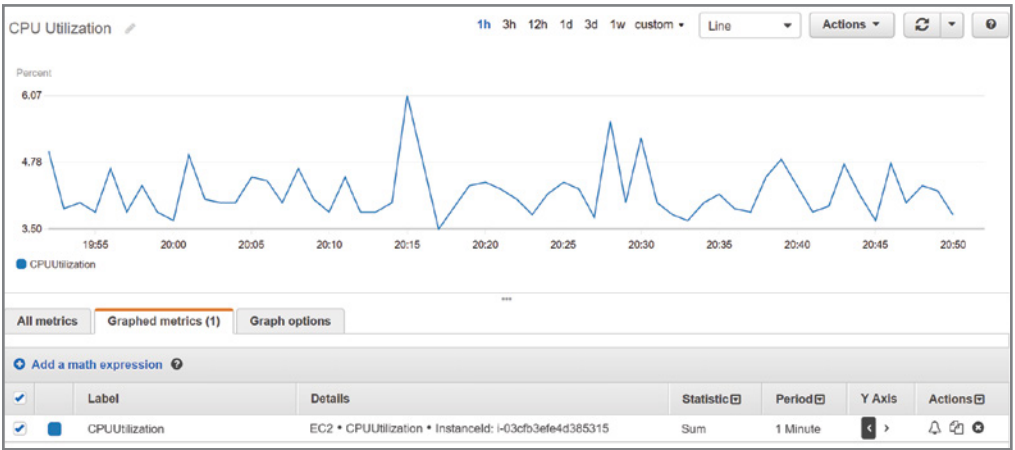 CPU Utilization
1h 3h 12h 1d 3d 1w custom Line Actions
Percent
6.07
4.78
3.50
19:55 20:00 20:05 20:10 20:15 20:20 20:25 20:30 20:35 20:40 20:45 20:50
CPUUtilization
All metrics Graphed metrics (1) Graph options
Add a math expression ?
Label Details Statistic Period Y Axis Actions
CPUUtilization EC2 • CPUUtilization • InstanceId: i-03cfb3efe4d385315 Sum 1 Minute < >